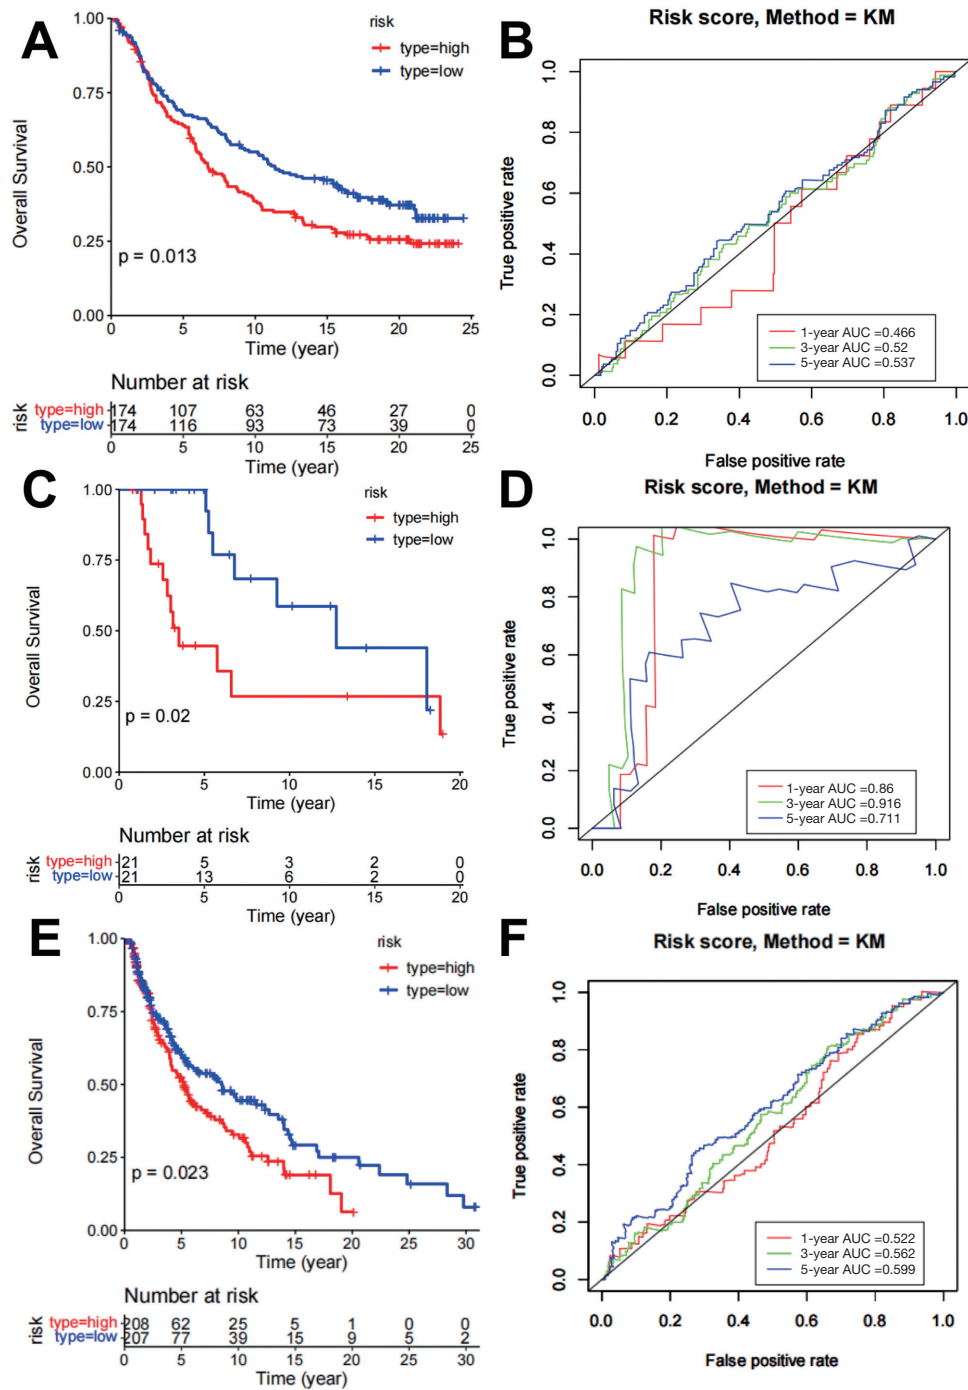 A
risk
type=high
type=low
1.00
0.75
0.50
0.25
0.00
Overall Survival
p = 0.013
0 5 10 15 20 25
Time (year)
Number at risk
risk
type=high 174 107 63 46 27 0
type=low 174 116 93 73 39 0
0 5 10 15 20 25
Time (year)
B
Risk score, Method = KM
True positive rate
1.0
0.8
0.6
0.4
0.2
0.0
1-year AUC =0.466
3-year AUC =0.52
5-year AUC =0.537
0.0 0.2 0.4 0.6 0.8 1.0
False positive rate
C
risk
type=high
type=low
1.00
0.75
0.50
0.25
0.00
Overall Survival
p = 0.02
0 5 10 15 20
Time (year)
Number at risk
risk
type=high 21 5 3 2 0
type=low 21 13 6 2 0
0 5 10 15 20
Time (year)
D
Risk score, Method = KM
True positive rate
1.0
0.8
0.6
0.4
0.2
0.0
1-year AUC =0.86
3-year AUC =0.916
5-year AUC =0.711
0.0 0.2 0.4 0.6 0.8 1.0
False positive rate
E
risk
type=high
type=low
1.00
0.75
0.50
0.25
0.00
Overall Survival
p = 0.023
0 5 10 15 20 25 30
Time (year)
Number at risk
risk
type=high 208 62 25 5 1 0 0
type=low 207 77 39 15 9 5 2
0 5 10 15 20 25 30
Time (year)
F
Risk score, Method = KM
True positive rate
1.0
0.8
0.6
0.4
0.2
0.0
1-year AUC =0.522
3-year AUC =0.562
5-year AUC =0.599
0.0 0.2 0.4 0.6 0.8 1.0
False positive rate